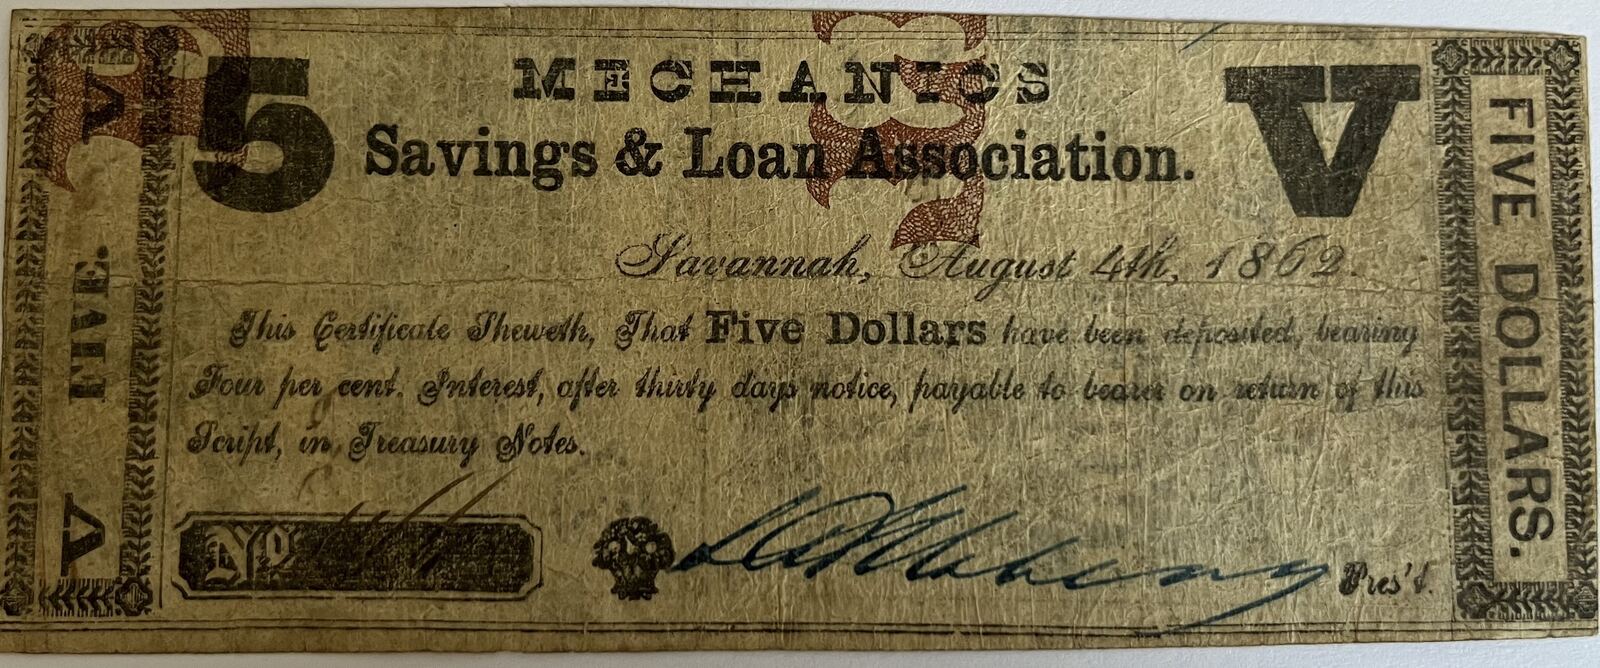 V FIVE. V
5
MECHANICS
V
Savings & Loan Association.
Savannah, August 4th, 1862.
This Certificate Sheweth, That Five Dollars have been deposited, bearing
Four per cent. Interest, after thirty days notice, payable to bearer on return of this
Script, in Treasury Notes.
No.
Pres't.
FIVE DOLLARS.